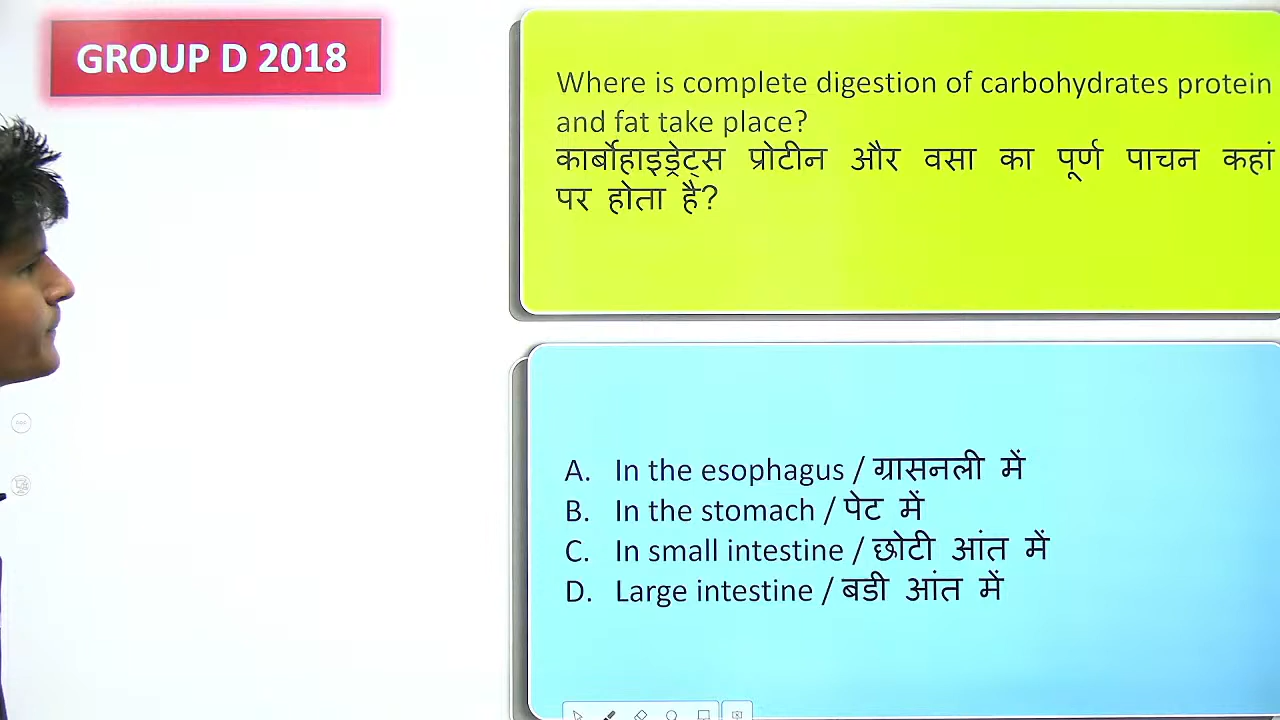 GROUP D 2018
Where is complete digestion of carbohydrates protein
and fat take place?
कार्बोहाइड्रेट्स प्रोटीन और वसा का पूर्ण पाचन कहां
पर होता है?
A. In the esophagus / ग्रासनली में
B. In the stomach / पेट में
C. In small intestine / छोटी आंत में
D. Large intestine / बडी आंत में